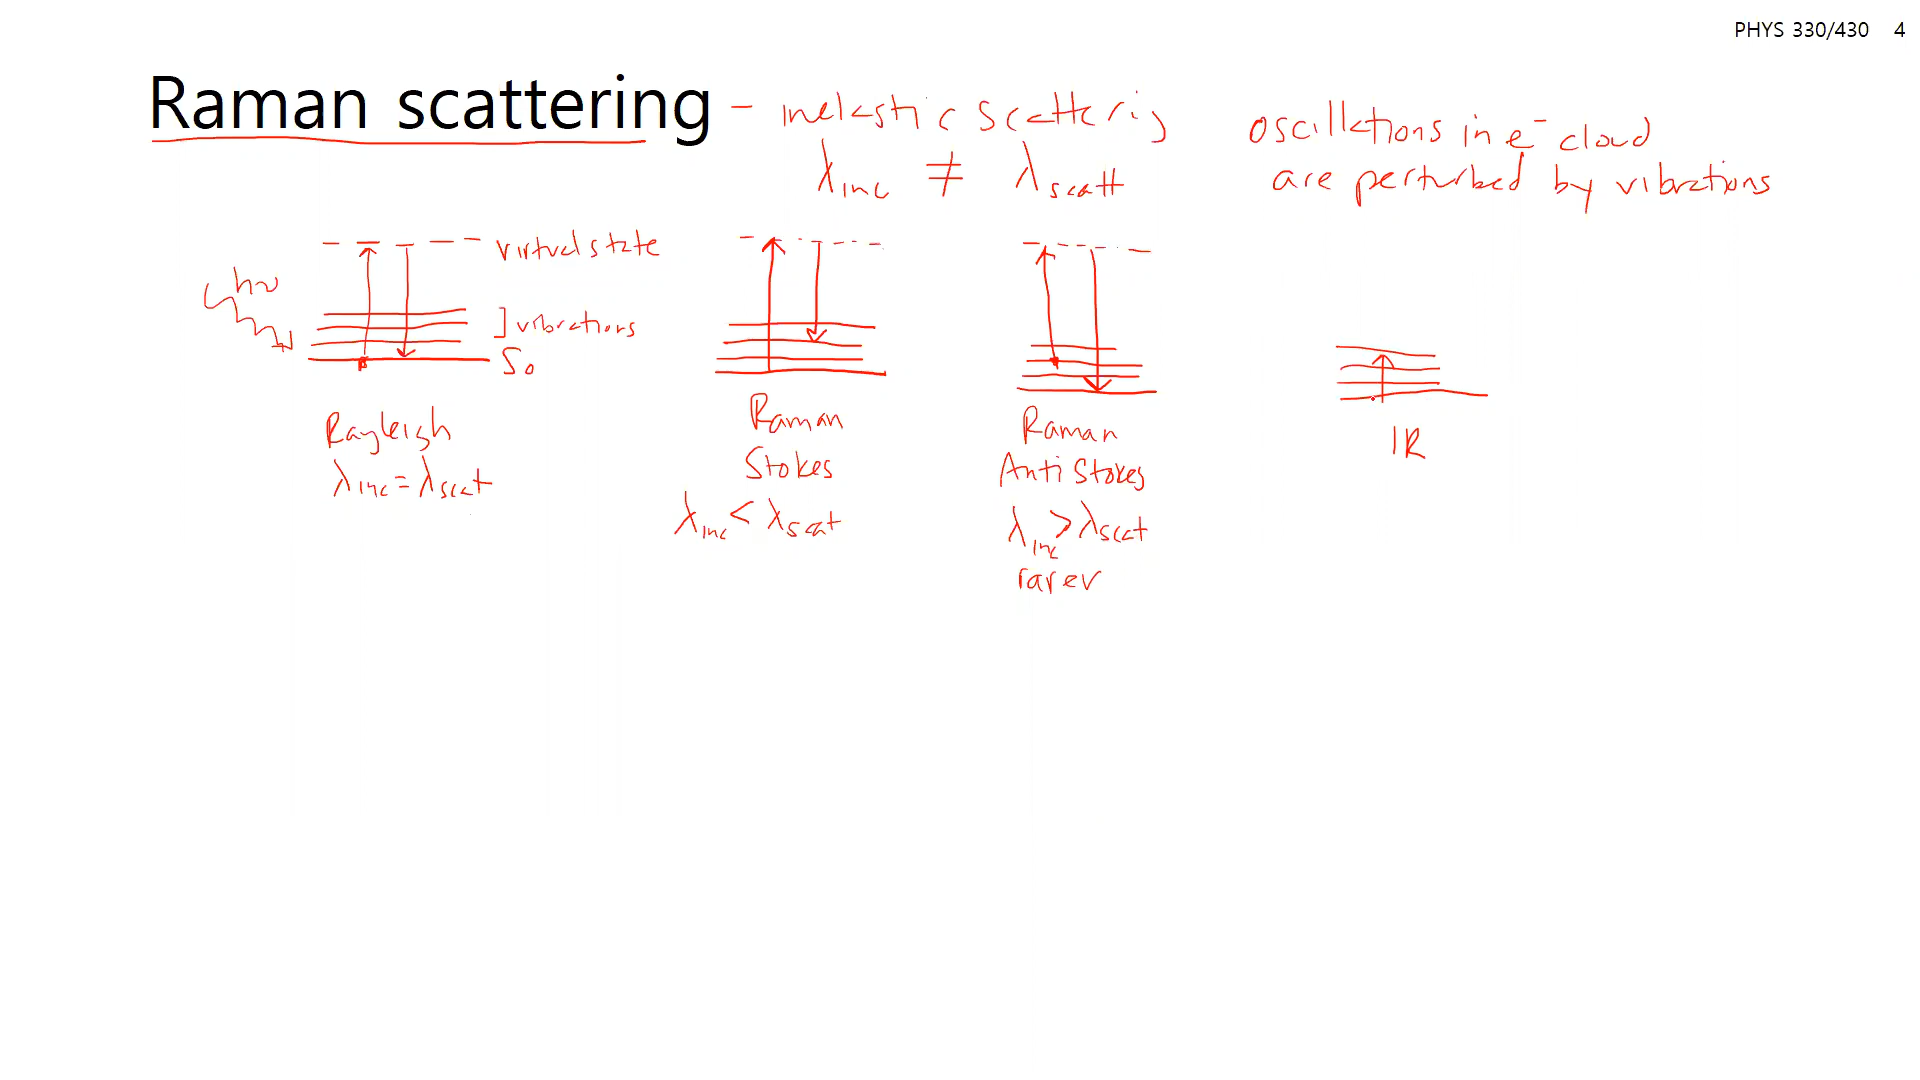 PHYS 330/430 4
Raman scattering - inelastic scattering
λinc ≠ λscatt
oscillations in e⁻ cloud
are perturbed by vibrations
virtual state
hν
] vibrations
S₀
Rayleigh
λinc = λscat
Raman
Stokes
λinc < λscat
Raman
Anti Stokes
λinc > λscat
rarer
IR